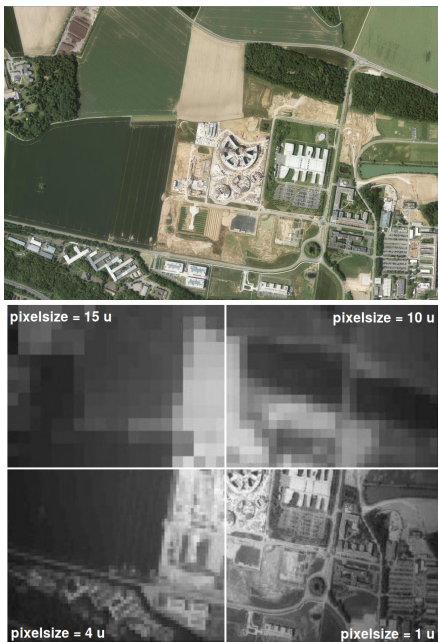 pixelsize = 15 u
pixelsize = 10 u
pixelsize = 4 u
pixelsize = 1 u